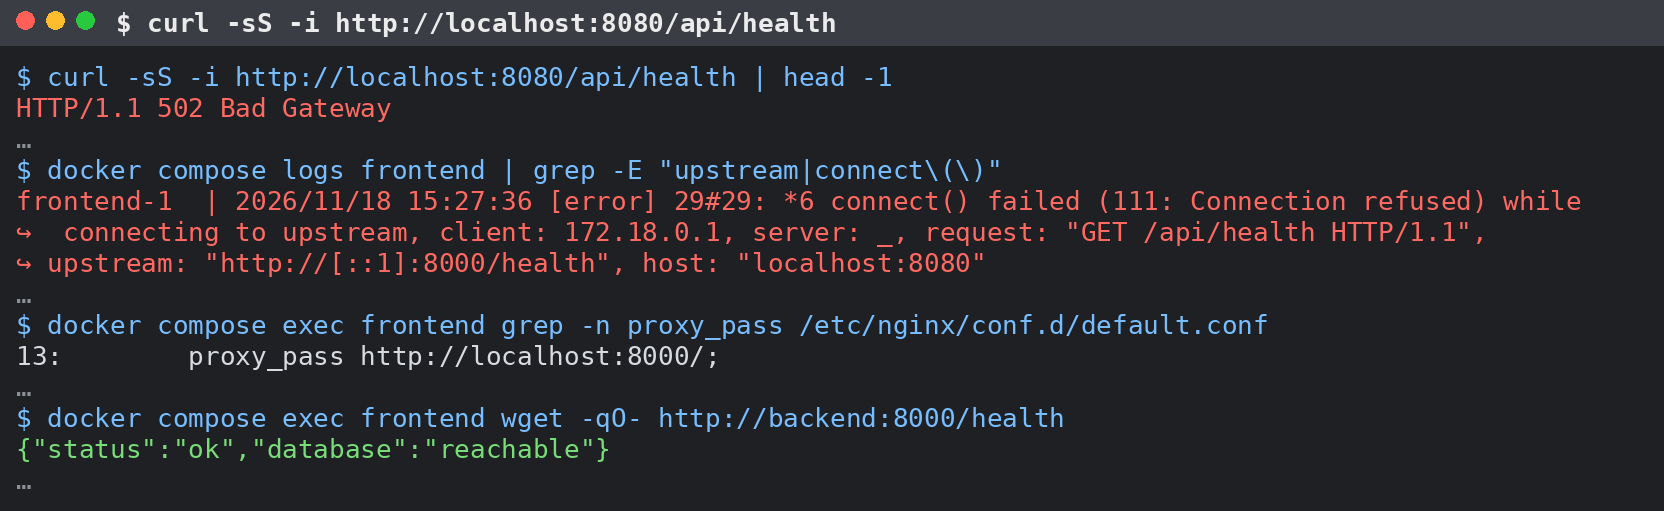 $ curl -sS -i http://localhost:8080/api/health
$ curl -sS -i http://localhost:8080/api/health | head -1
HTTP/1.1 502 Bad Gateway
…
$ docker compose logs frontend | grep -E "upstream|connect\(\)"
frontend-1  | 2026/11/18 15:27:36 [error] 29#29: *6 connect() failed (111: Connection refused) while
↪  connecting to upstream, client: 172.18.0.1, server: _, request: "GET /api/health HTTP/1.1",
↪ upstream: "http://[::1]:8000/health", host: "localhost:8080"
…
$ docker compose exec frontend grep -n proxy_pass /etc/nginx/conf.d/default.conf
13:        proxy_pass http://localhost:8000/;
…
$ docker compose exec frontend wget -qO- http://backend:8000/health
{"status":"ok","database":"reachable"}
…